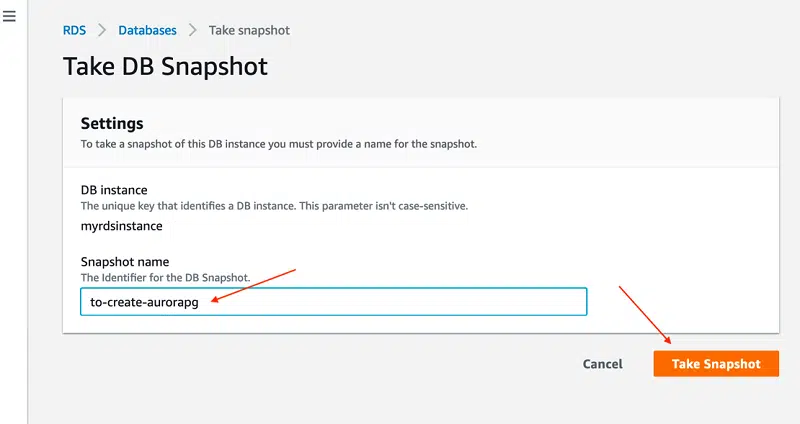 RDS > Databases > Take snapshot
Take DB Snapshot
Settings
To take a snapshot of this DB instance you must provide a name for the snapshot.
DB instance
The unique key that identifies a DB instance. This parameter isn't case-sensitive.
myrdsinstance
Snapshot name
The Identifier for the DB Snapshot.
to-create-aurorapg
Cancel
Take Snapshot